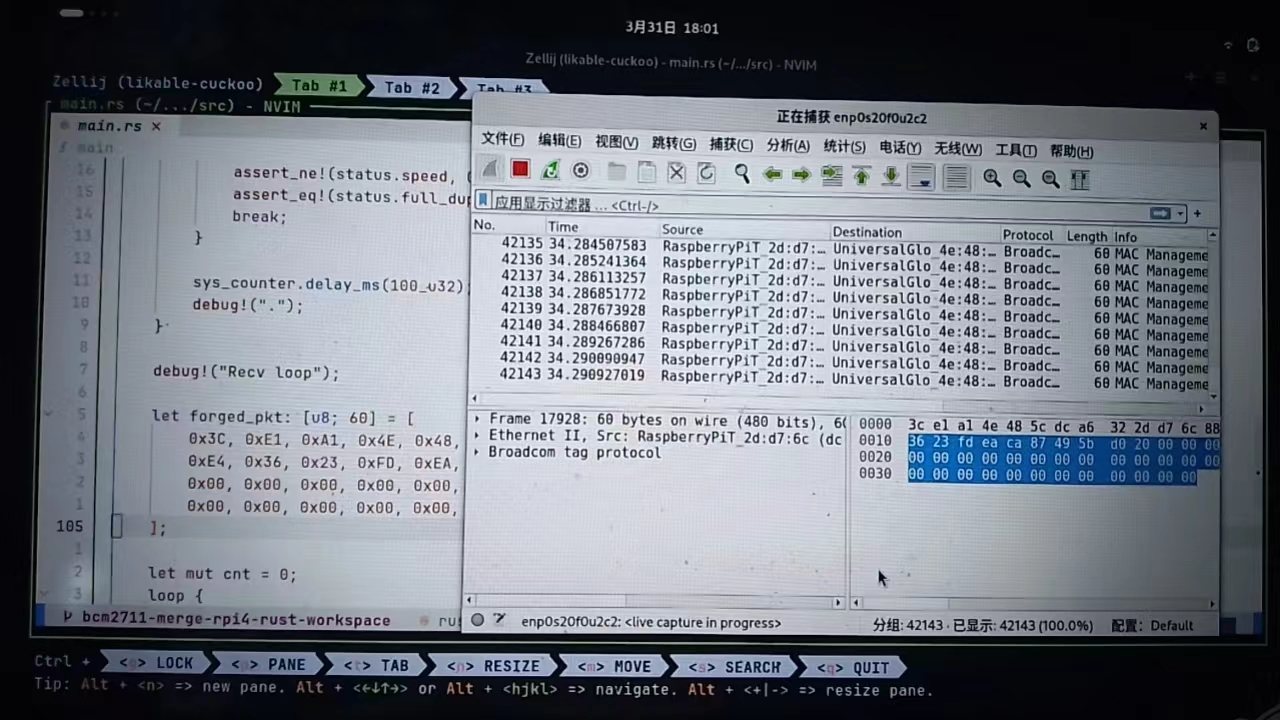 3月31日 18:01
Zellij (likable-cuckoo) - main.rs (~/.../src) - NVIM
Zellij (likable-cuckoo) Tab #1 Tab #2 Tab #3
main.rs (~/.../src) - NVIM
main.rs ×
main
16 assert_ne!(status.speed,
15 assert_eq!(status.full_dup
14 break;
13 }
12
11 sys_counter.delay_ms(100_u32)
10 debug!(".");
9 }
8
7 debug!("Recv loop");
6
5 let forged_pkt: [u8; 60] = [
4 0x3C, 0xE1, 0xA1, 0x4E, 0x48,
3 0xE4, 0x36, 0x23, 0xFD, 0xEA,
2 0x00, 0x00, 0x00, 0x00, 0x00,
1 0x00, 0x00, 0x00, 0x00, 0x00,
105 ];
1
2 let mut cnt = 0;
3 loop {
bcm2711-merge-rpi4-rust-workspace
正在捕获 enp0s20f0u2c2
文件(F) 编辑(E) 视图(V) 跳转(G) 捕获(C) 分析(A) 统计(S) 电话(Y) 无线(W) 工具(T) 帮助(H)
应用显示过滤器 … <Ctrl-/>
No. Time Source Destination Protocol Length Info
42135 34.284507583 RaspberryPiT_2d:d7:… UniversalGlo_4e:48:… Broadc… 60 MAC Manageme
42136 34.285241364 RaspberryPiT_2d:d7:… UniversalGlo_4e:48:… Broadc… 60 MAC Manageme
42137 34.286113257 RaspberryPiT_2d:d7:… UniversalGlo_4e:48:… Broadc… 60 MAC Manageme
42138 34.286851772 RaspberryPiT_2d:d7:… UniversalGlo_4e:48:… Broadc… 60 MAC Manageme
42139 34.287673928 RaspberryPiT_2d:d7:… UniversalGlo_4e:48:… Broadc… 60 MAC Manageme
42140 34.288466807 RaspberryPiT_2d:d7:… UniversalGlo_4e:48:… Broadc… 60 MAC Manageme
42141 34.289267286 RaspberryPiT_2d:d7:… UniversalGlo_4e:48:… Broadc… 60 MAC Manageme
42142 34.290090947 RaspberryPiT_2d:d7:… UniversalGlo_4e:48:… Broadc… 60 MAC Manageme
42143 34.290927019 RaspberryPiT_2d:d7:… UniversalGlo_4e:48:… Broadc… 60 MAC Manageme
Frame 17928: 60 bytes on wire (480 bits), 6
Ethernet II, Src: RaspberryPiT_2d:d7:6c (dc
Broadcom tag protocol
0000 3c e1 a1 4e 48 5c dc a6 32 2d d7 6c 88
0010 36 23 fd ea ca 87 49 5b d0 20 00 00 00
0020 00 00 00 00 00 00 00 00 00 00 00 00 00
0030 00 00 00 00 00 00 00 00 00 00 00 00
enp0s20f0u2c2: <live capture in progress>
分组: 42143 · 已显示: 42143 (100.0%) 配置: Default
Ctrl + LOCK PANE <t> TAB <n> RESIZE <m> MOVE <s> SEARCH <q> QUIT
Tip: Alt + <n> => new pane. Alt + <←↓↑→> or Alt + <hjkl> => navigate. Alt + <+|-> => resize pane.